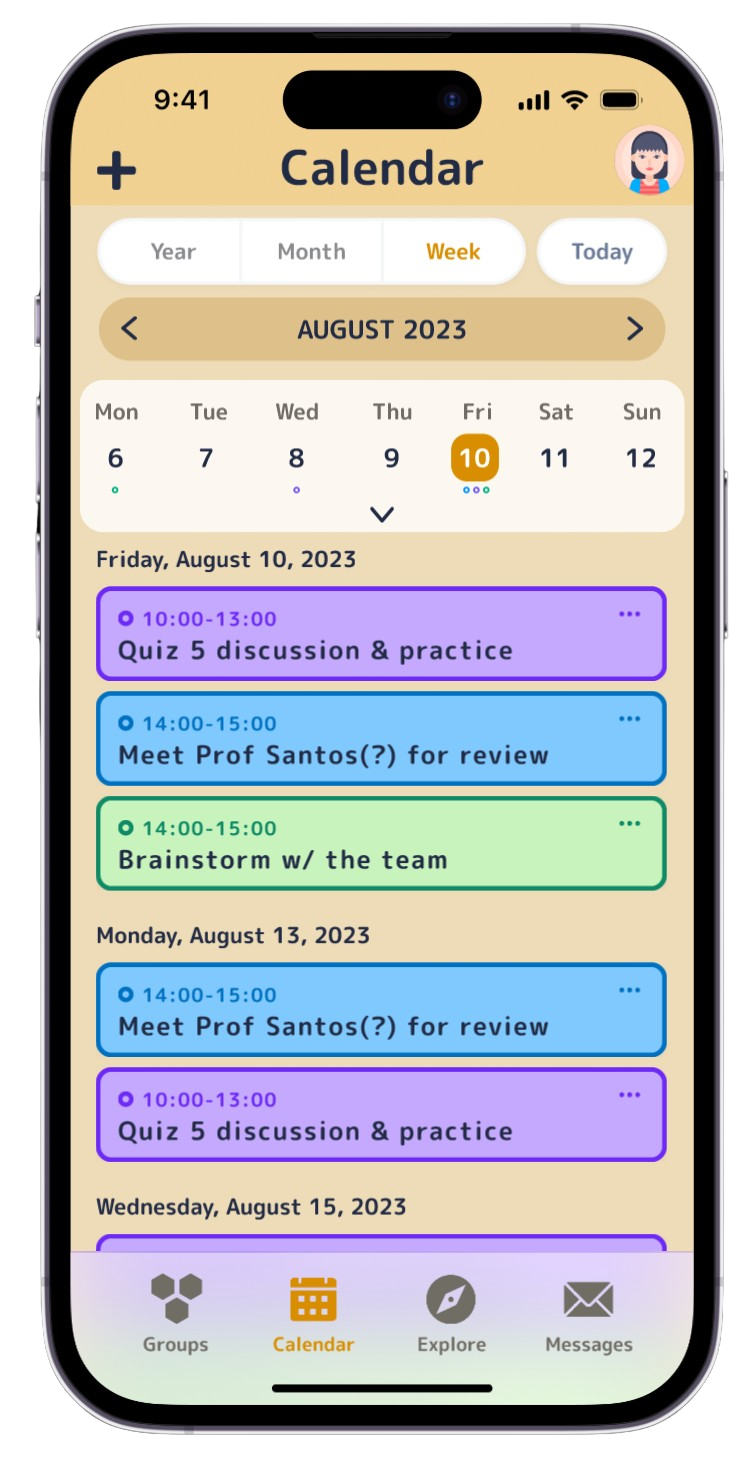 9:41
Calendar
Year Month Week Today
AUGUST 2023
Mon Tue Wed Thu Fri Sat Sun
6 7 8 9 10 11 12
Friday, August 10, 2023
10:00-13:00
Quiz 5 discussion & practice
14:00-15:00
Meet Prof Santos(?) for review
14:00-15:00
Brainstorm w/ the team
Monday, August 13, 2023
14:00-15:00
Meet Prof Santos(?) for review
10:00-13:00
Quiz 5 discussion & practice
Wednesday, August 15, 2023
Groups Calendar Explore Messages